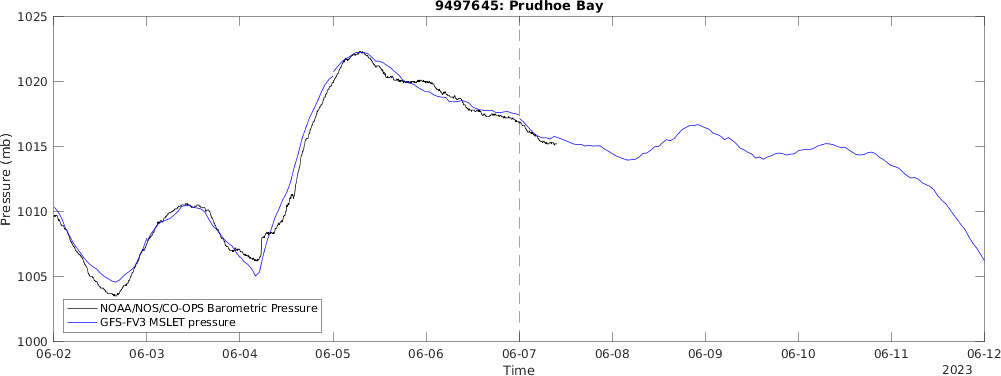 9497645: Prudhoe Bay
Pressure (mb)
1025
1020
1015
1010
1005
1000
NOAA/NOS/CO-OPS Barometric Pressure
GFS-FV3 MSLET pressure
06-02 06-03 06-04 06-05 06-06 06-07 06-08 06-09 06-10 06-11 06-12
Time
2023